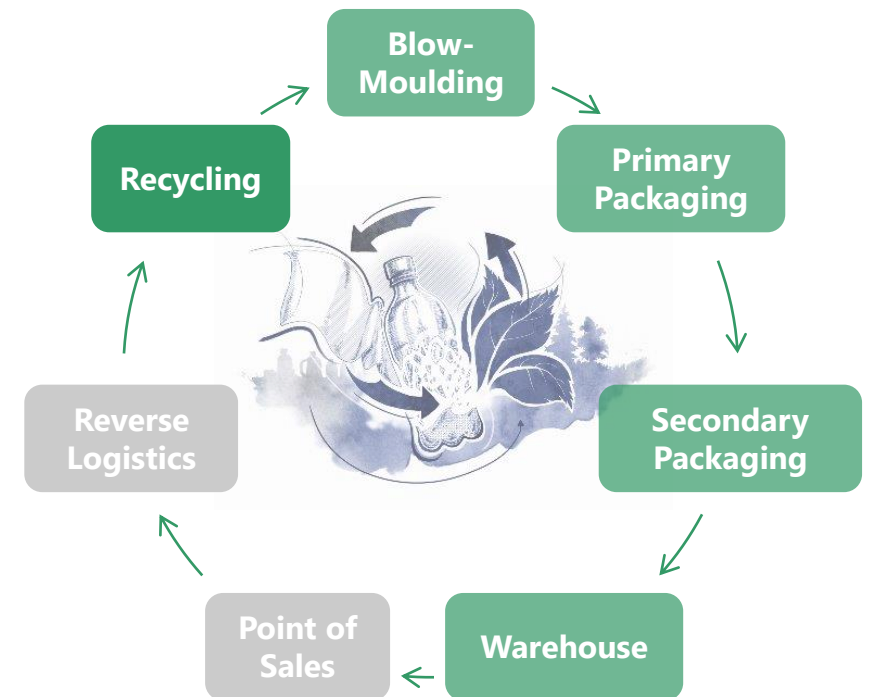 Blow-
Moulding
Primary
Packaging
Secondary
Packaging
Warehouse
Point of
Sales
Reverse
Logistics
Recycling